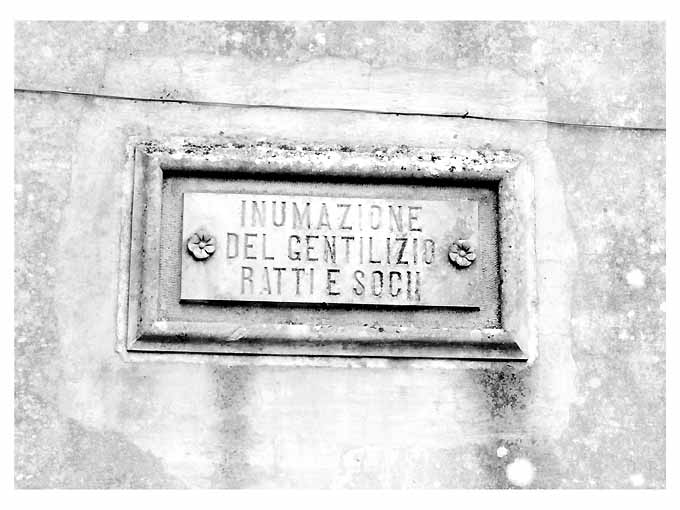 INUMAZIONE
DEL GENTILIZIO
RATTI E SOCII